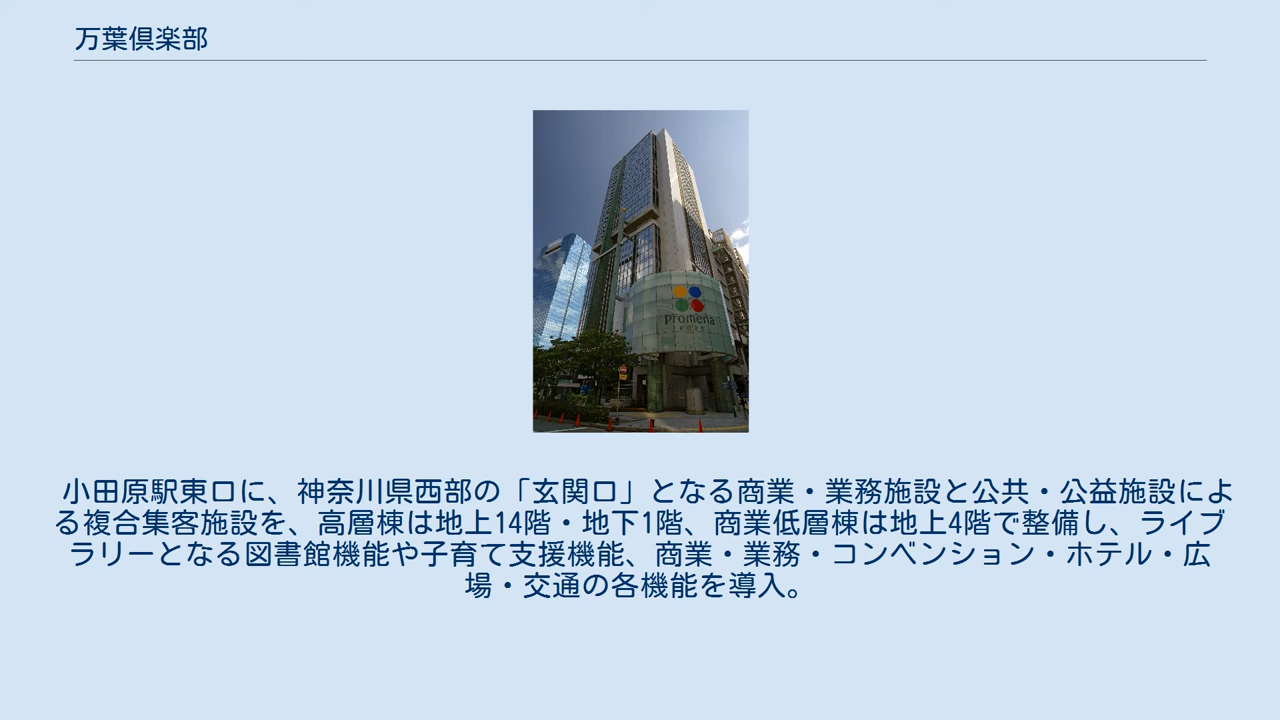 万葉倶楽部
promena
小田原駅東口に、神奈川県西部の「玄関口」となる商業・業務施設と公共・公益施設によ
る複合集客施設を、高層棟は地上14階・地下1階、商業低層棟は地上4階で整備し、ライブ
ラリーとなる図書館機能や子育て支援機能、商業・業務・コンベンション・ホテル・広
場・交通の各機能を導入。